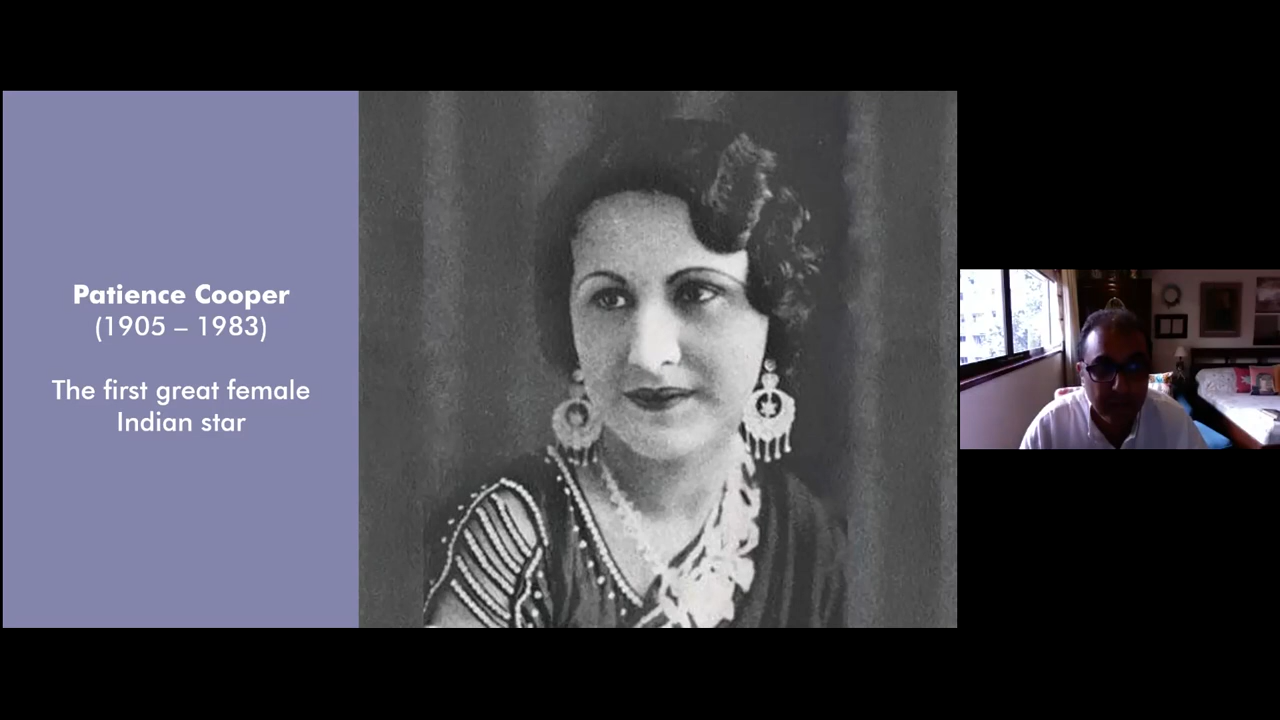 Patience Cooper
(1905 – 1983)
The first great female
Indian star